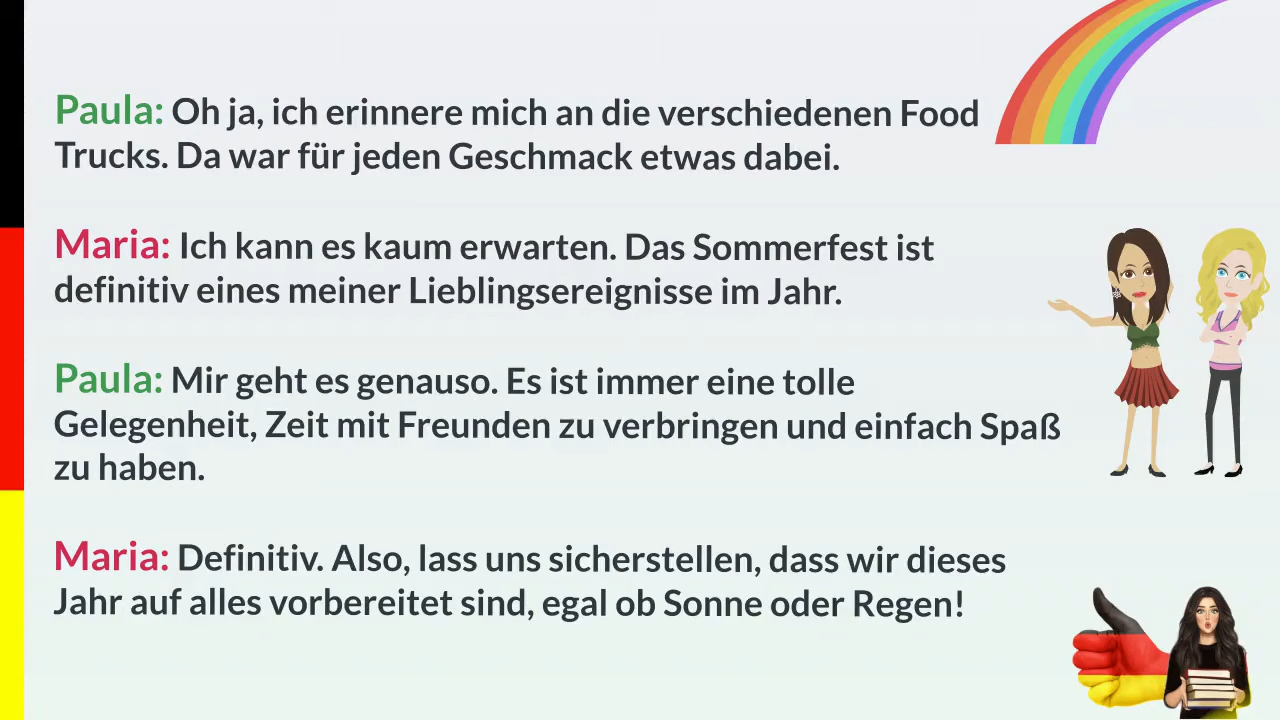 Paula: Oh ja, ich erinnere mich an die verschiedenen Food
Trucks. Da war für jeden Geschmack etwas dabei.
Maria: Ich kann es kaum erwarten. Das Sommerfest ist
definitiv eines meiner Lieblingsereignisse im Jahr.
Paula: Mir geht es genauso. Es ist immer eine tolle
Gelegenheit, Zeit mit Freunden zu verbringen und einfach Spaß
zu haben.
Maria: Definitiv. Also, lass uns sicherstellen, dass wir dieses
Jahr auf alles vorbereitet sind, egal ob Sonne oder Regen!